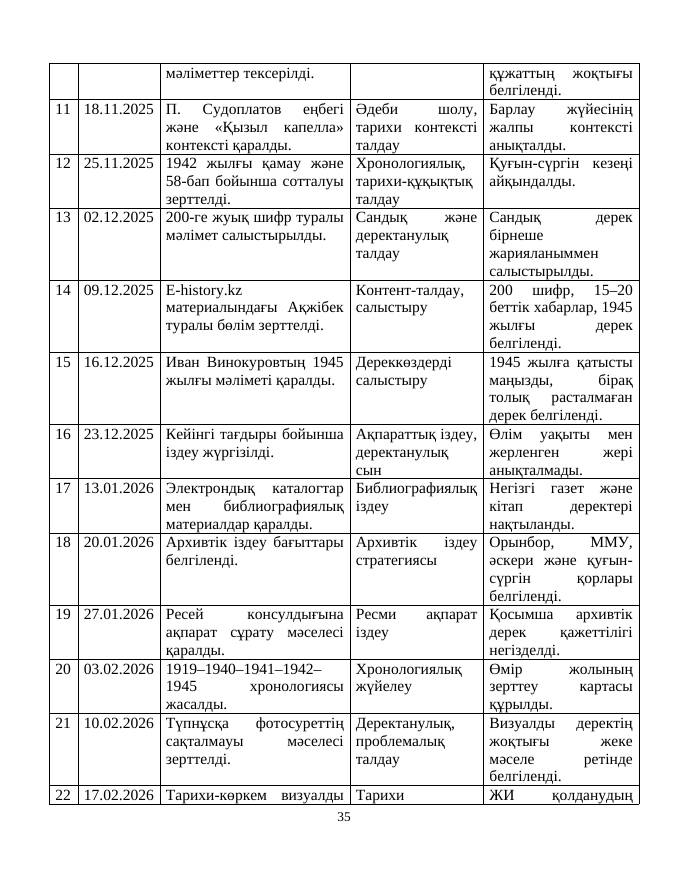 мәліметтер тексерілді.
құжаттың жоқтығы
белгіленді.
11 18.11.2025 П. Судоплатов еңбегі Әдеби шолу, Барлау жүйесінің
және «Қызыл капелла» тарихи контексті жалпы контексті
контексті қаралды. талдау анықталды.
12 25.11.2025 1942 жылғы қамау және Хронологиялық, Қуғын-сүргін кезеңі
58-бап бойынша сотталуы тарихи-құқықтық айқындалды.
зерттелді. талдау
13 02.12.2025 200-ге жуық шифр туралы Сандық және Сандық дерек
мәлімет салыстырылды. деректанулық бірнеше
талдау жарияланыммен
салыстырылды.
14 09.12.2025 E-history.kz Контент-талдау, 200 шифр, 15–20
материалындағы Ақжібек салыстыру беттік хабарлар, 1945
туралы бөлім зерттелді. жылғы дерек
белгіленді.
15 16.12.2025 Иван Винокуровтың 1945 Дереккөздерді 1945 жылға қатысты
жылғы мәліметі қаралды. салыстыру маңызды, бірақ
толық расталмаған
дерек белгіленді.
16 23.12.2025 Кейінгі тағдыры бойынша Ақпараттық іздеу, Өлім уақыты мен
іздеу жүргізілді. деректанулық жерленген жері
сын анықталмады.
17 13.01.2026 Электрондық каталогтар Библиографиялық Негізгі газет және
мен библиографиялық іздеу кітап деректері
материалдар қаралды. нақтыланды.
18 20.01.2026 Архивтік іздеу бағыттары Архивтік іздеу Орынбор, ММУ,
белгіленді. стратегиясы әскери және қуғын-
сүргін қорлары
белгіленді.
19 27.01.2026 Ресей консулдығына Ресми ақпарат Қосымша архивтік
ақпарат сұрату мәселесі іздеу дерек қажеттілігі
қаралды. негізделді.
20 03.02.2026 1919–1940–1941–1942– Хронологиялық Өмір жолының
1945 хронологиясы жүйелеу зерттеу картасы
жасалды. құрылды.
21 10.02.2026 Түпнұсқа фотосуреттің Деректанулық, Визуалды деректің
сақталмауы мәселесі проблемалық жоқтығы жеке
зерттелді. талдау мәселе ретінде
белгіленді.
22 17.02.2026 Тарихи-көркем визуалды Тарихи ЖИ қолданудың
35